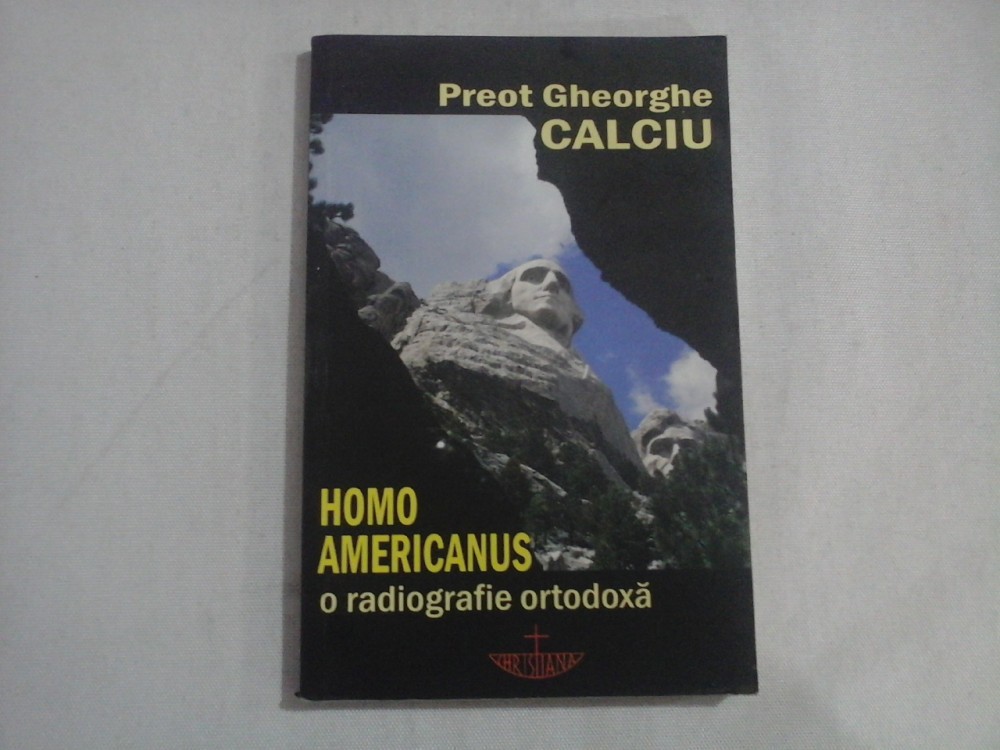 Preot Gheorghe
CALCIU
HOMO
AMERICANUS
o radiografie ortodoxă
CHRISTIANA